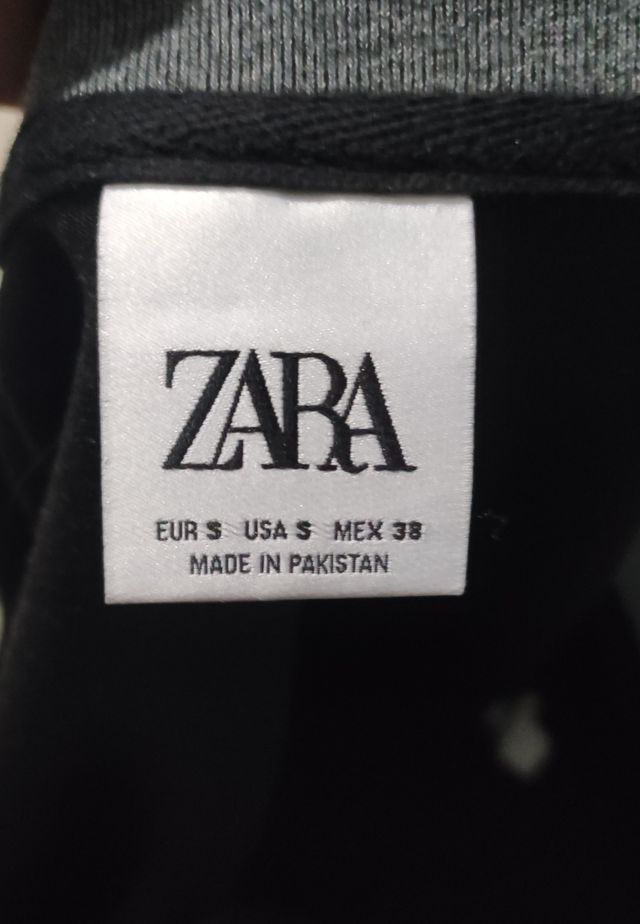 ZARA
EUR S USA S MEX 38
MADE IN PAKISTAN